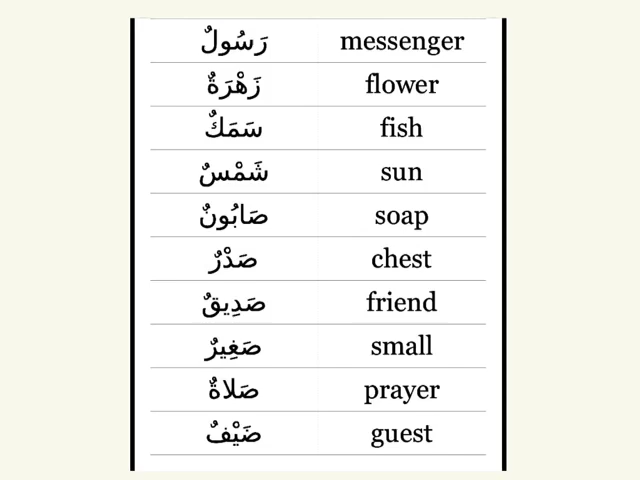 رَسُولٌ messenger
زَهْرَةٌ flower
سَمَكٌ fish
شَمْسٌ sun
صَابُونٌ soap
صَدْرٌ chest
صَدِيقٌ friend
صَغِيرٌ small
صَلاةٌ prayer
ضَيْفٌ guest